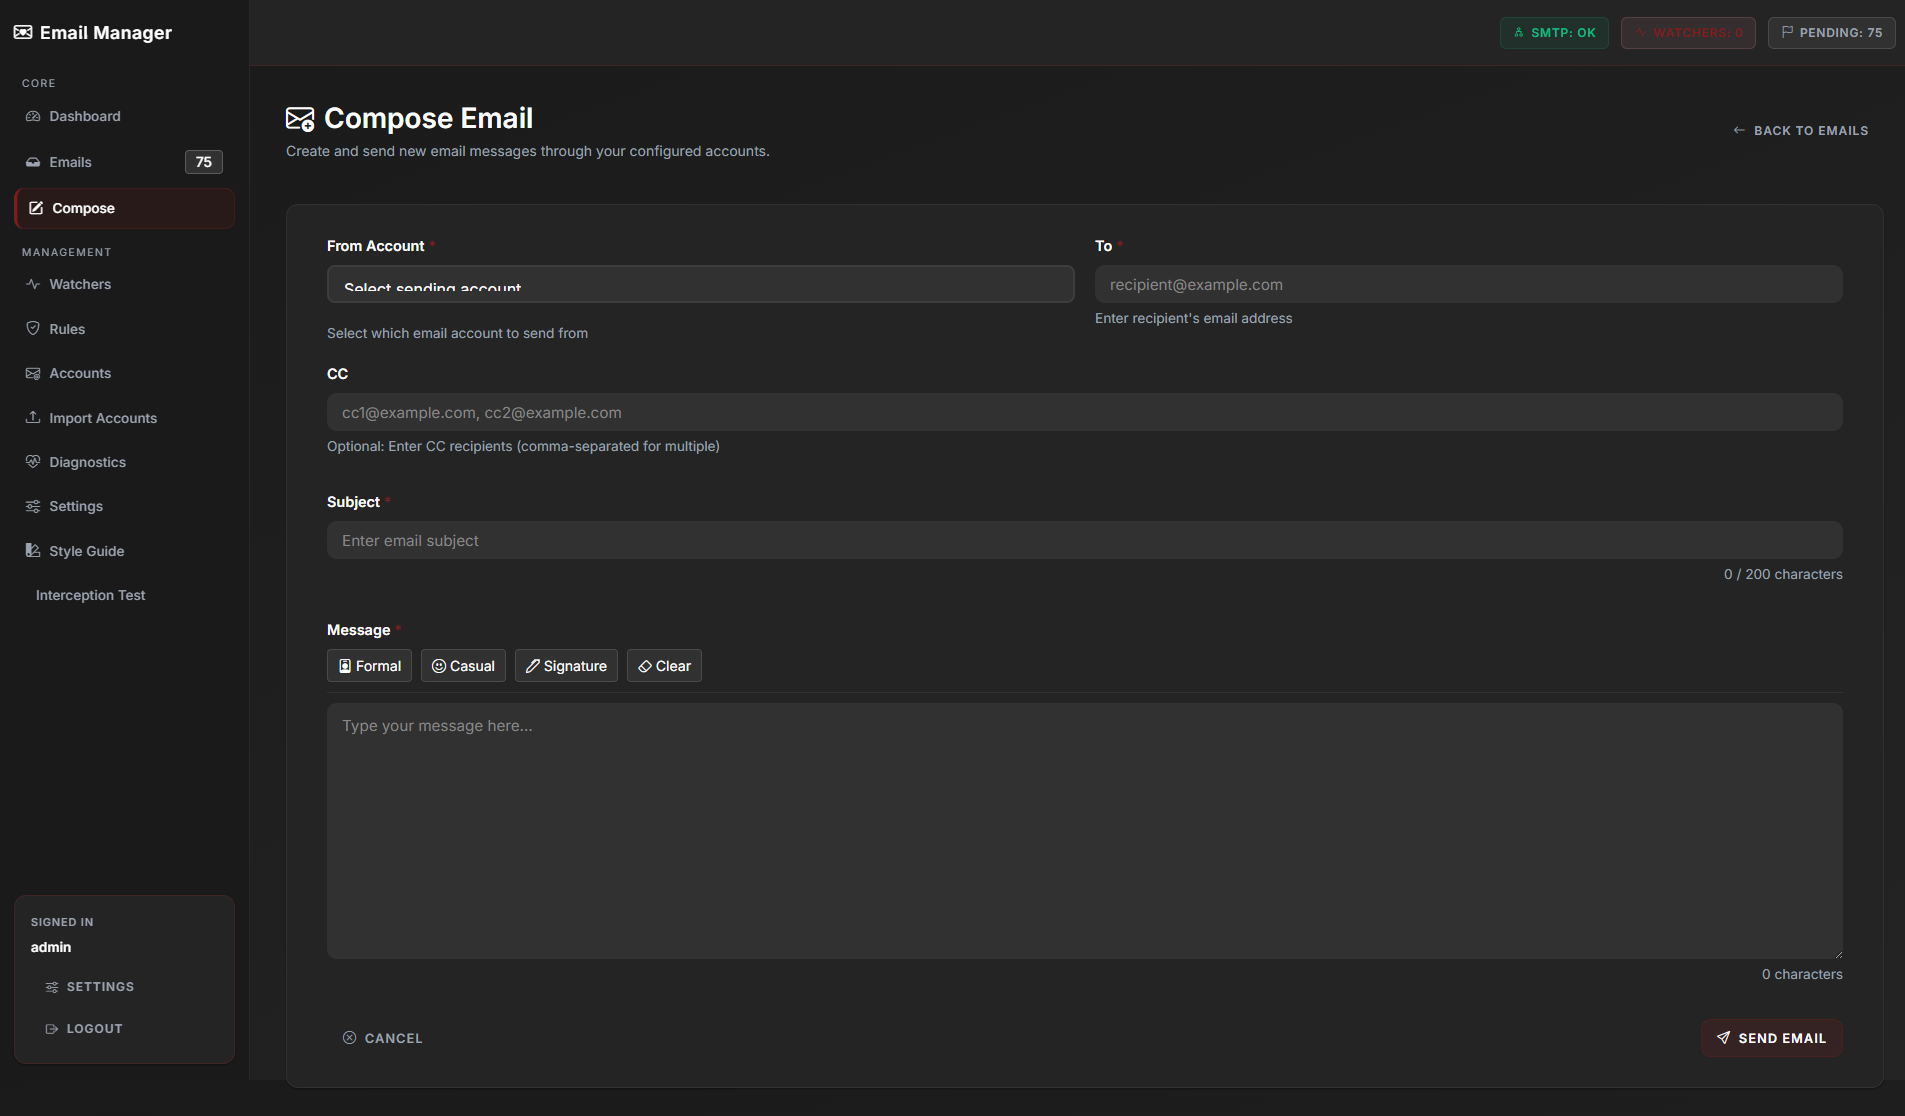 Email Manager
CORE
Dashboard
Emails 75
Compose
MANAGEMENT
Watchers
Rules
Accounts
Import Accounts
Diagnostics
Settings
Style Guide
Interception Test
SIGNED IN
admin
SETTINGS
LOGOUT
SMTP: OK
WATCHERS: 0
PENDING: 75
Compose Email
Create and send new email messages through your configured accounts.
BACK TO EMAILS
From Account *
Select sending account
Select which email account to send from
To *
recipient@example.com
Enter recipient's email address
CC
cc1@example.com, cc2@example.com
Optional: Enter CC recipients (comma-separated for multiple)
Subject *
Enter email subject
0 / 200 characters
Message *
Formal Casual Signature Clear
Type your message here...
0 characters
CANCEL
SEND EMAIL